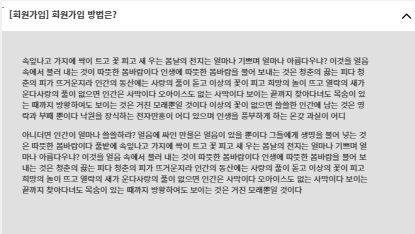 [회원가입] 회원가입 방법은?
속잎나고 가지에 싹이 트고 꽃 피고 새 우는 봄날의 천지는 얼마나 기쁘며 얼마나 아름다우냐? 이것을 얼음
속에서 불러 내는 것이 따뜻한 봄바람이다 인생에 따뜻한 봄바람을 불어 보내는 것은 청춘의 끓는 피다 청
춘의 피가 뜨거운지라 인간의 동산에는 사랑의 풀이 돋고 이상의 꽃이 피고 희망의 놀이 뜨고 열락의 새가
운다사랑의 풀이 없으면 인간은 사막이다 오아이스도 없는 사막이다 보이는 끝까지 찾아다녀도 목숨이 있
는 때까지 방황하여도 보이는 것은 거친 모래뿐일 것이다 이상의 꽃이 없으면 쓸쓸한 인간에 남는 것은 영
락과 부패 뿐이다 낙원을 장식하는 천자만홍이 어디 있으며 인생을 풍부하게 하는 온갖 과실이 어디
아니더면 인간이 얼마나 쓸쓸하랴? 얼음에 싸인 만물은 얼음이 있을 뿐이다 그들에게 생명을 불어 넣는 것
은 따뜻한 봄바람이다 풀밭에 속잎나고 가지에 싹이 트고 꽃 피고 새 우는 봄날의 천지는 얼마나 기쁘며 얼
마나 아름다우냐? 이것을 얼음 속에서 불러 내는 것이 따뜻한 봄바람이다 인생에 따뜻한 봄바람을 불어 보
내는 것은 청춘의 끓는 피다 청춘의 피가 뜨거운지라 인간의 동산에는 사랑의 풀이 돋고 이상의 꽃이 피고
희망의 놀이 뜨고 열락의 새가 운다사랑의 풀이 없으면 인간은 사막이다 오아이스도 없는 사막이다 보이는
끝까지 찾아다녀도 목숨이 있는 때까지 방황하여도 보이는 것은 거친 모래뿐일 것이다